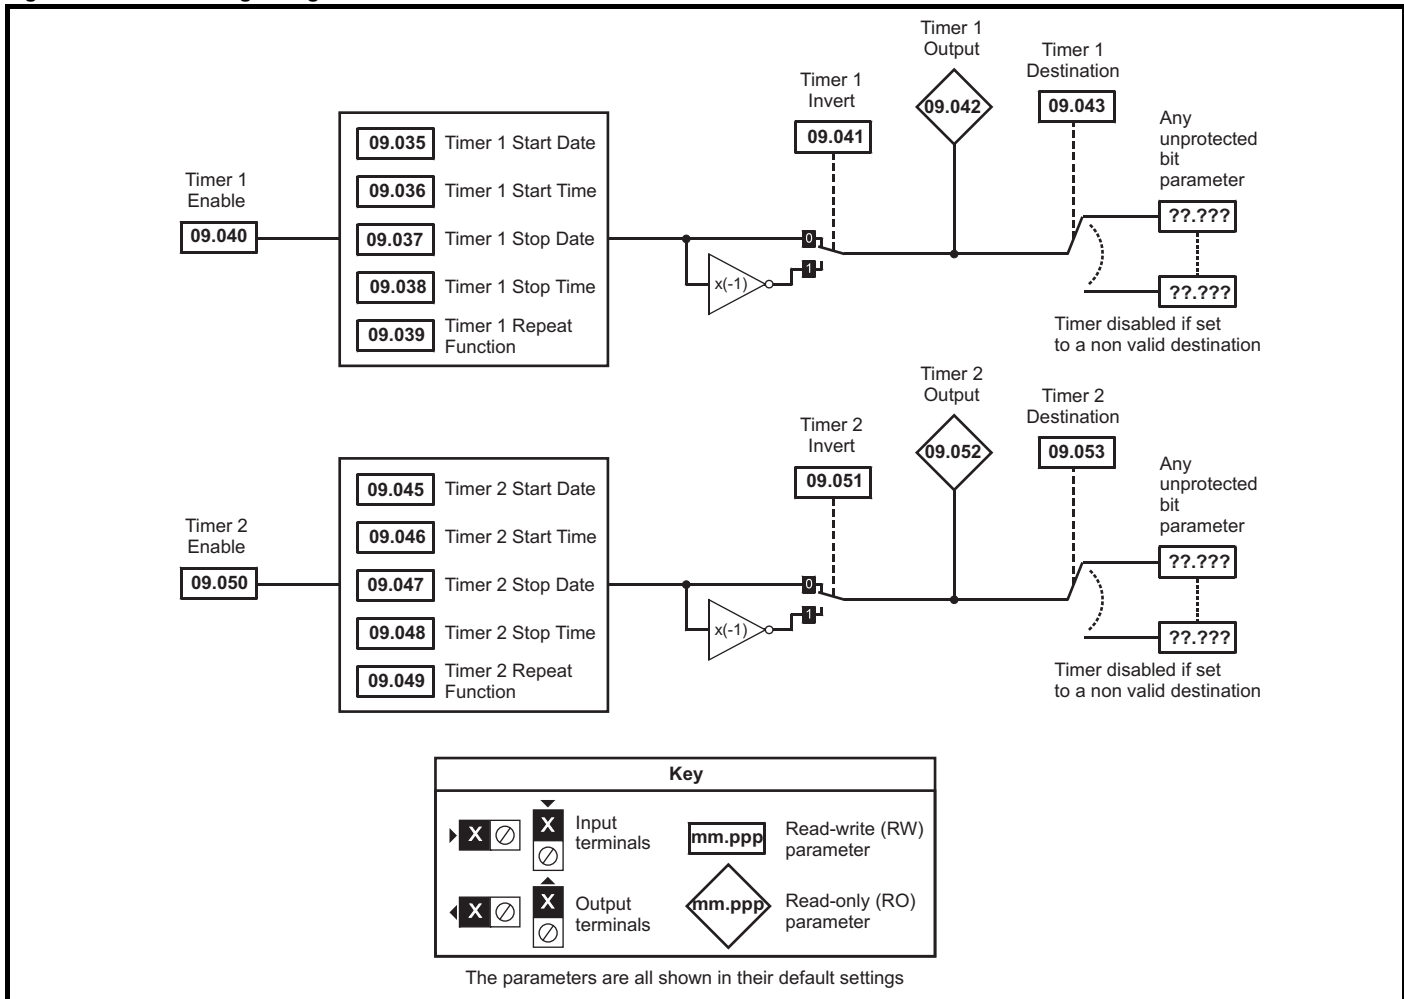 Timer 1
Output
Timer 1
Destination
Timer 1
Invert
09.042
09.043
Any
unprotected
bit
parameter
09.041
09.035 Timer 1 Start Date
09.036 Timer 1 Start Time
Timer 1
Enable
09.040
09.037 Timer 1 Stop Date
09.038 Timer 1 Stop Time
09.039 Timer 1 Repeat
Function
0
1
x(-1)
??.???
??.???
Timer disabled if set
to a non valid destination
Timer 2
Output
Timer 2
Destination
Timer 2
Invert
09.052
09.053
Any
unprotected
bit
parameter
09.051
09.045 Timer 2 Start Date
09.046 Timer 2 Start Time
Timer 2
Enable
09.050
09.047 Timer 2 Stop Date
09.048 Timer 2 Stop Time
09.049 Timer 2 Repeat
Function
0
1
x(-1)
??.???
??.???
Timer disabled if set
to a non valid destination
Key
X
X
Input
terminals
mm.ppp
Read-write (RW)
parameter
X
X
Output
terminals
mm.ppp
Read-only (RO)
parameter
The parameters are all shown in their default settings